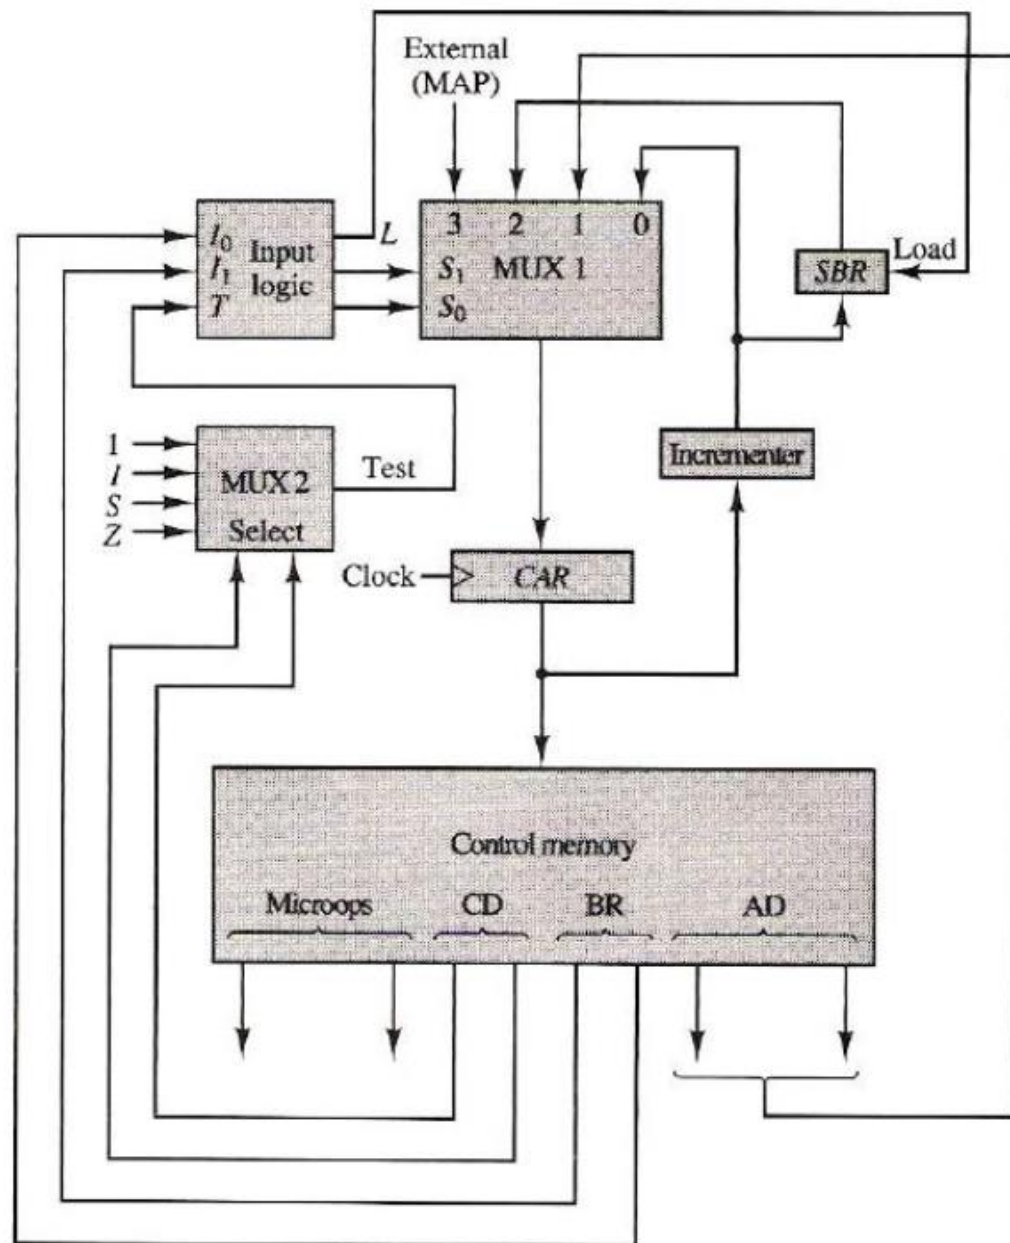 External
(MAP)
I₀
I₁
T
Input
logic
L
3 2 1 0
S₁ MUX 1
S₀
SBR
Load
1
I
S
Z
MUX 2
Select
Test
Incrementer
Clock
CAR
Control memory
Microops CD BR AD